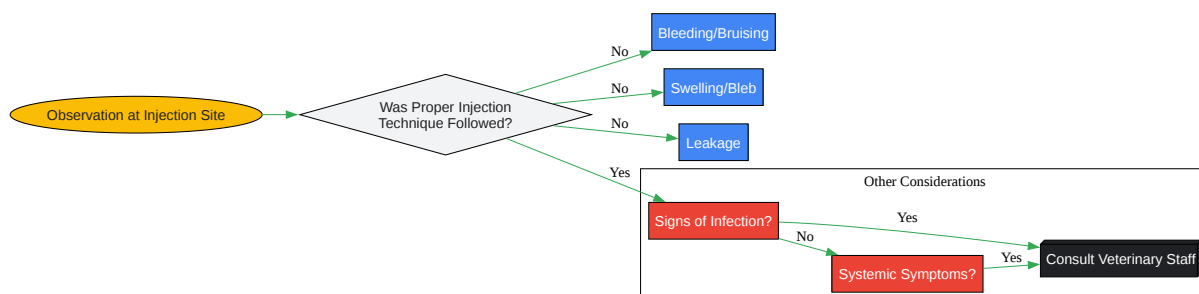 Observation at Injection Site
Was Proper Injection
Technique Followed?
No
Bleeding/Bruising
No
Swelling/Bleb
No
Leakage
Yes
Other Considerations
Signs of Infection?
Yes
No
Systemic Symptoms?
Yes
Consult Veterinary Staff